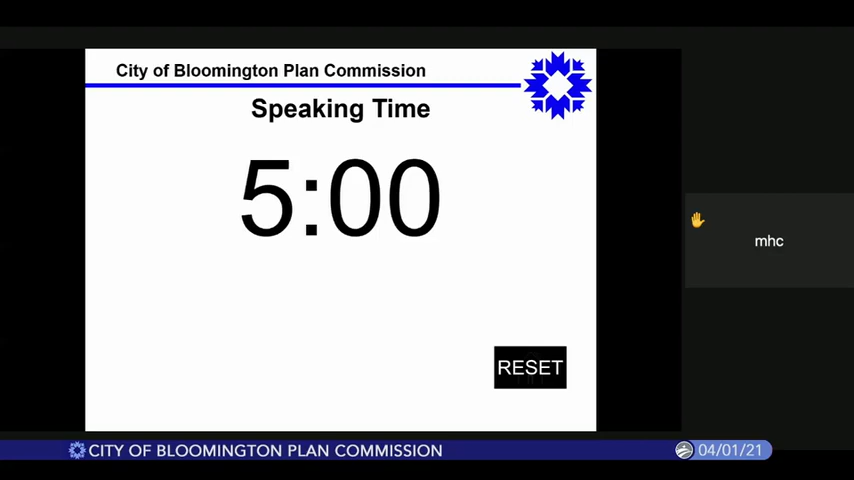 City of Bloomington Plan Commission
Speaking Time
5:00
mhc
RESET
CITY OF BLOOMINGTON PLAN COMMISSION
04/01/21